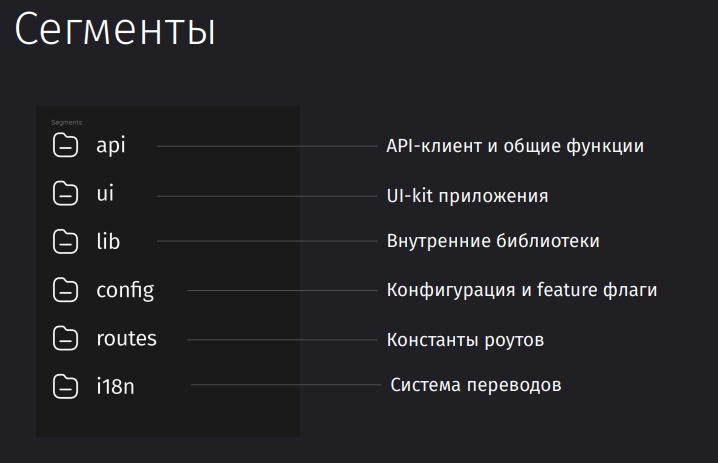 Сегменты
Segments
api API-клиент и общие функции
ui UI-kit приложения
lib Внутренние библиотеки
config Конфигурация и feature флаги
routes Константы роутов
i18n Система переводов